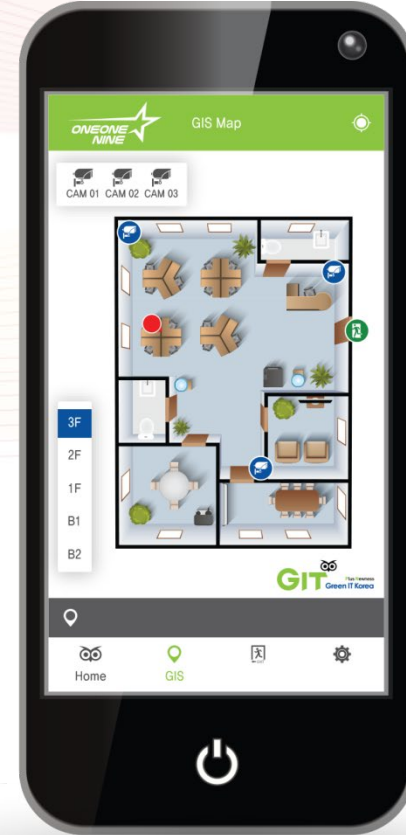 ONEONE
NINE
GIS Map
CAM 01 CAM 02 CAM 03
3F
2F
1F
B1
B2
GIT
Green IT Korea
Home
GIS